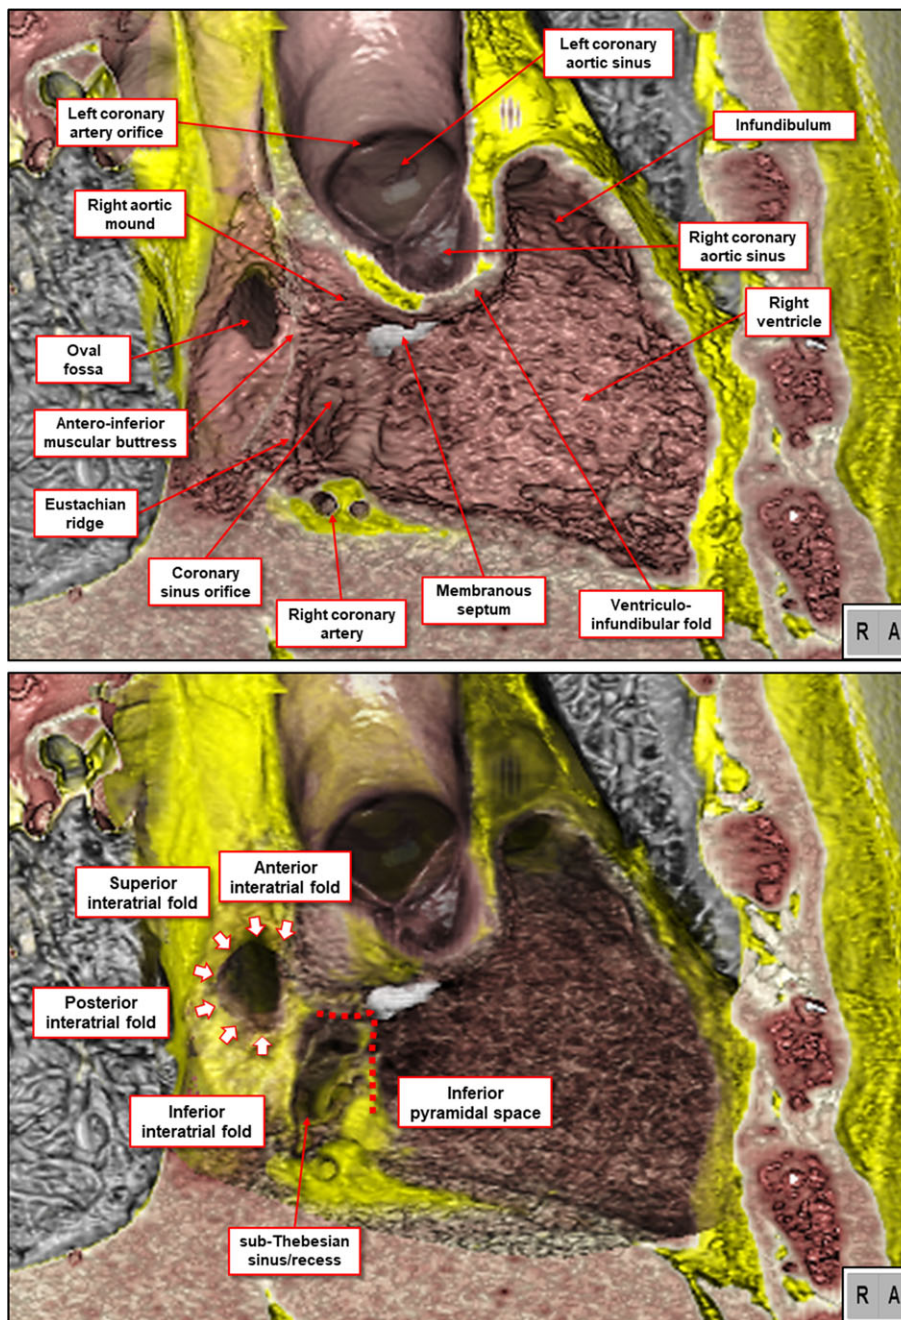 Left coronary
aortic sinus
Left coronary
artery orifice
Infundibulum
Right aortic
mound
Right coronary
aortic sinus
Right
ventricle
Oval
fossa
Antero-inferior
muscular buttress
Eustachian
ridge
Coronary
sinus orifice
Right coronary
artery
Membranous
septum
Ventriculo-
infundibular fold
R A
Anterior
interatrial fold
Superior
interatrial fold
Posterior
interatrial fold
Inferior
interatrial fold
Inferior
pyramidal space
sub-Thebesian
sinus/recess
R A